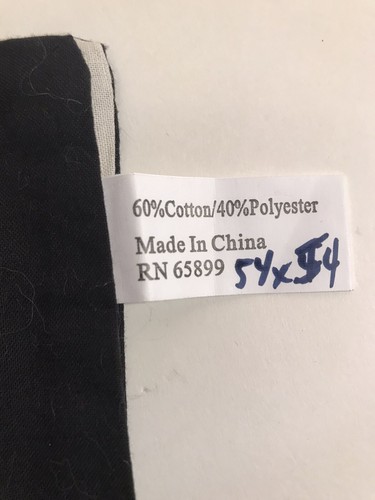 60%Cotton/40%Polyester
Made In China
RN 65899 54x54